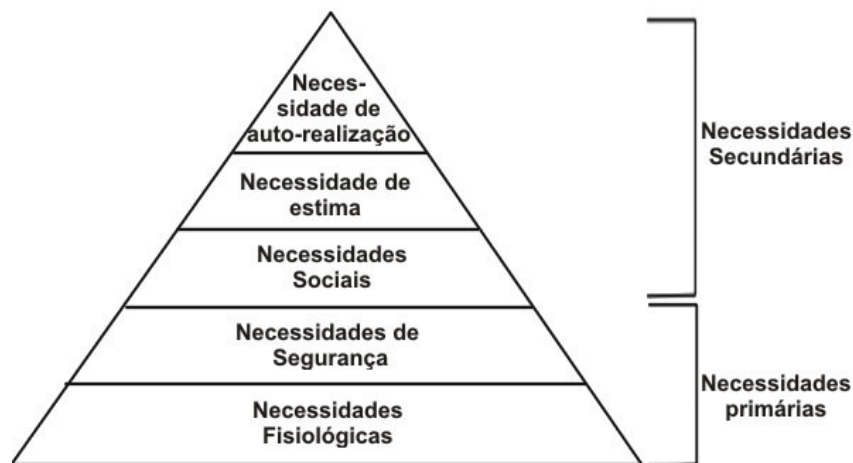 Neces-
sidade de
auto-realização
Necessidade de
estima
Necessidades
Sociais
Necessidades de
Segurança
Necessidades
Fisiológicas
Necessidades
Secundárias
Necessidades
primárias